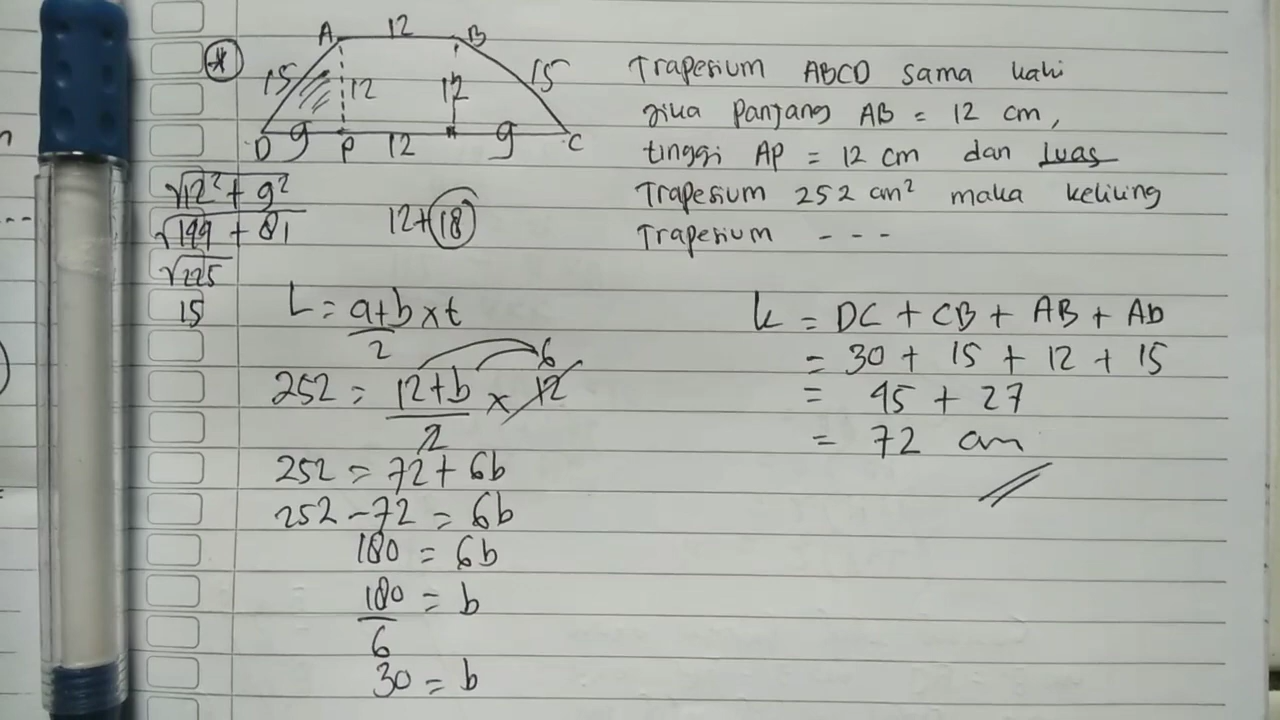 A 12 B
15 12 12 15
D 9 P 12 9 C
Trapesium ABCD sama kaki
jika panjang AB = 12 cm,
tinggi AP = 12 cm dan Luas
Trapesium 252 cm² maka keliling
Trapesium - - -
√12² + 9²
√144 + 81
√225
15
12+18
L = a+b/2 x t
252 = 12+b/2 x 12 6
252 = 72 + 6b
252 - 72 = 6b
180 = 6b
180/6 = b
30 = b
k = DC + CB + AB + AD
= 30 + 15 + 12 + 15
= 45 + 27
= 72 cm